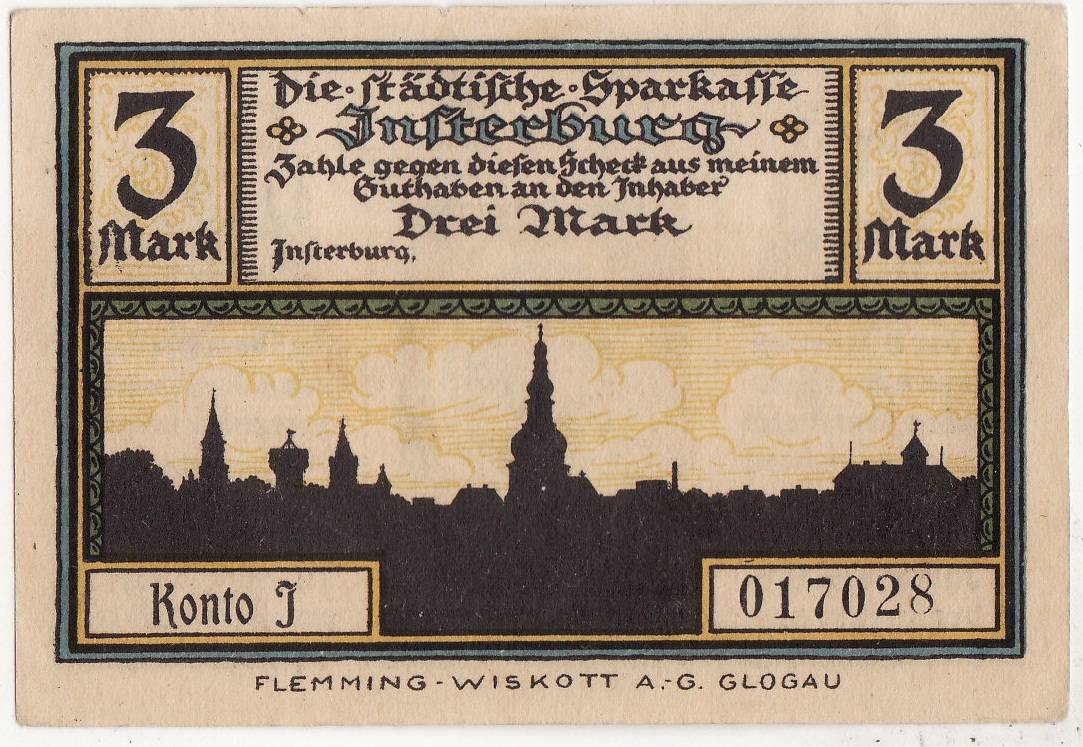 3
Mark
Die·städtische·Sparkasse
Insterburg
Zahle gegen diesen Scheck aus meinem
Guthaben an den Inhaber
Drei Mark
Insterburg,
3
Mark
Konto J
017028
FLEMMING-WISKOTT A.-G. GLOGAU